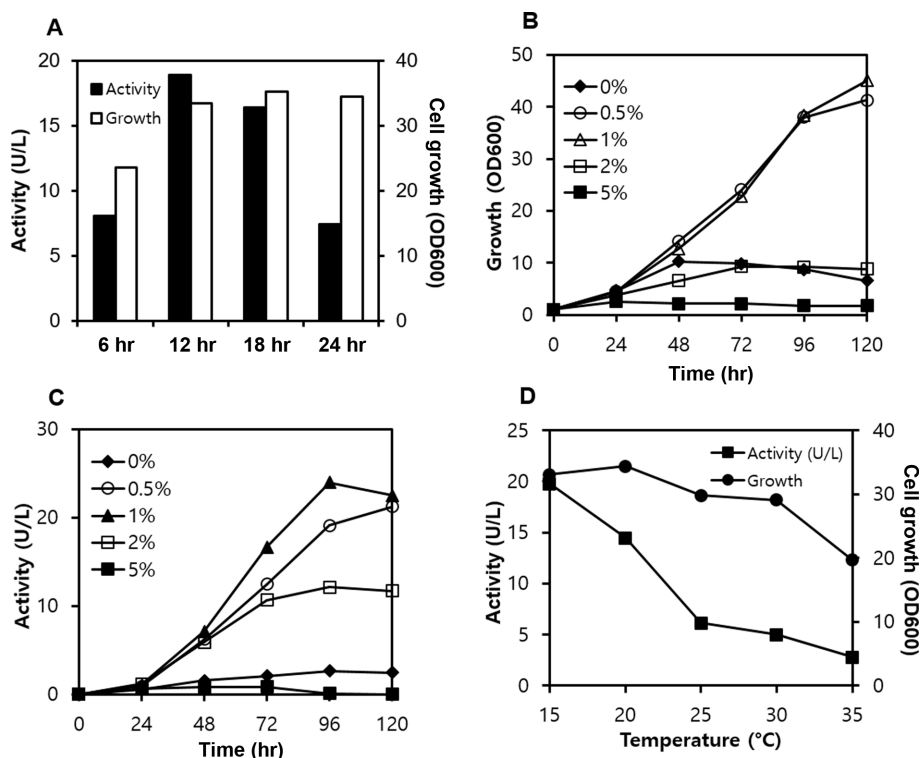 A
Activity (U/L)
20
15
10
5
0
Activity
Growth
40
30
20
10
0
Cell growth (OD600)
6 hr 12 hr 18 hr 24 hr
B
Growth (OD600)
50
40
30
20
10
0
0%
0.5%
1%
2%
5%
0 24 48 72 96 120
Time (hr)
C
Activity (U/L)
30
20
10
0
0%
0.5%
1%
2%
5%
0 24 48 72 96 120
Time (hr)
D
Activity (U/L)
25
20
15
10
5
0
Activity (U/L)
Growth
40
30
20
10
0
Cell growth (OD600)
15 20 25 30 35
Temperature (°C)